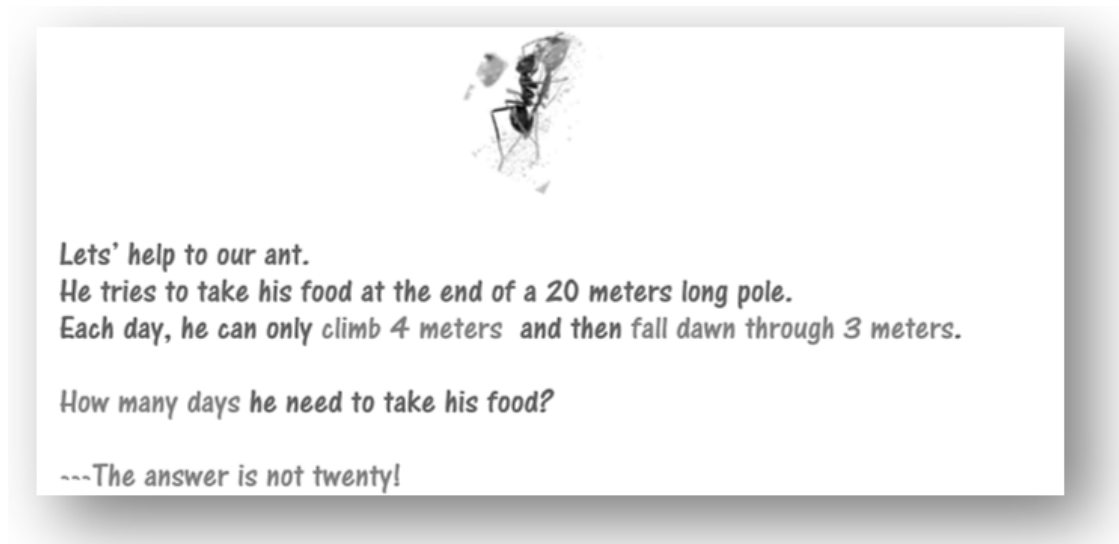 Lets' help to our ant.
He tries to take his food at the end of a 20 meters long pole.
Each day, he can only climb 4 meters and then fall dawn through 3 meters.
How many days he need to take his food?
---The answer is not twenty!